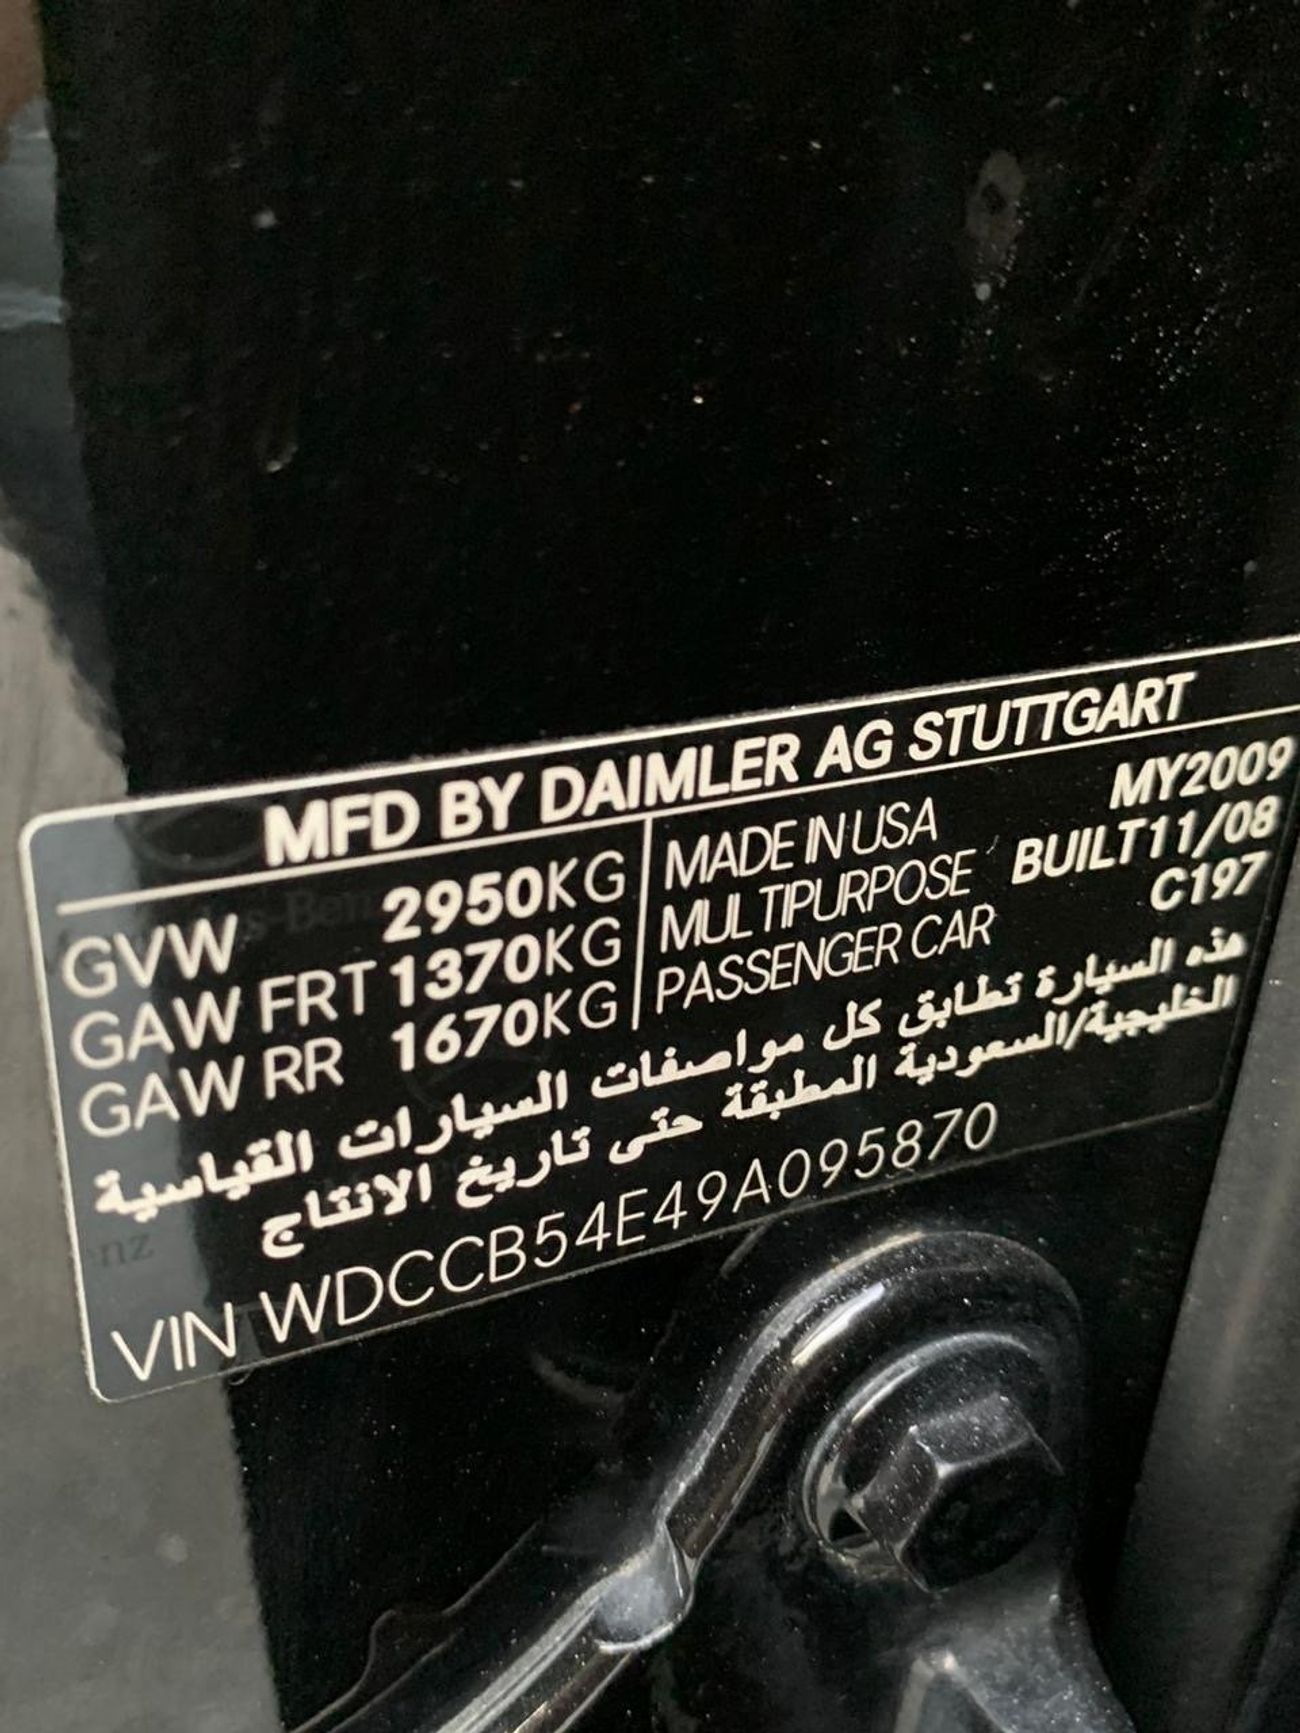 MFD BY DAIMLER AG STUTTGART
GVW 2950KG MADE IN USA MY2009
GAW FRT 1370KG MULTIPURPOSE BUILT11/08
GAW RR 1670KG PASSENGER CAR C197
هذه السيارة تطابق كل مواصفات السيارات القياسية
الخليجية/السعودية المطبقة حتى تاريخ الانتاج
VIN WDCCB54E49A095870